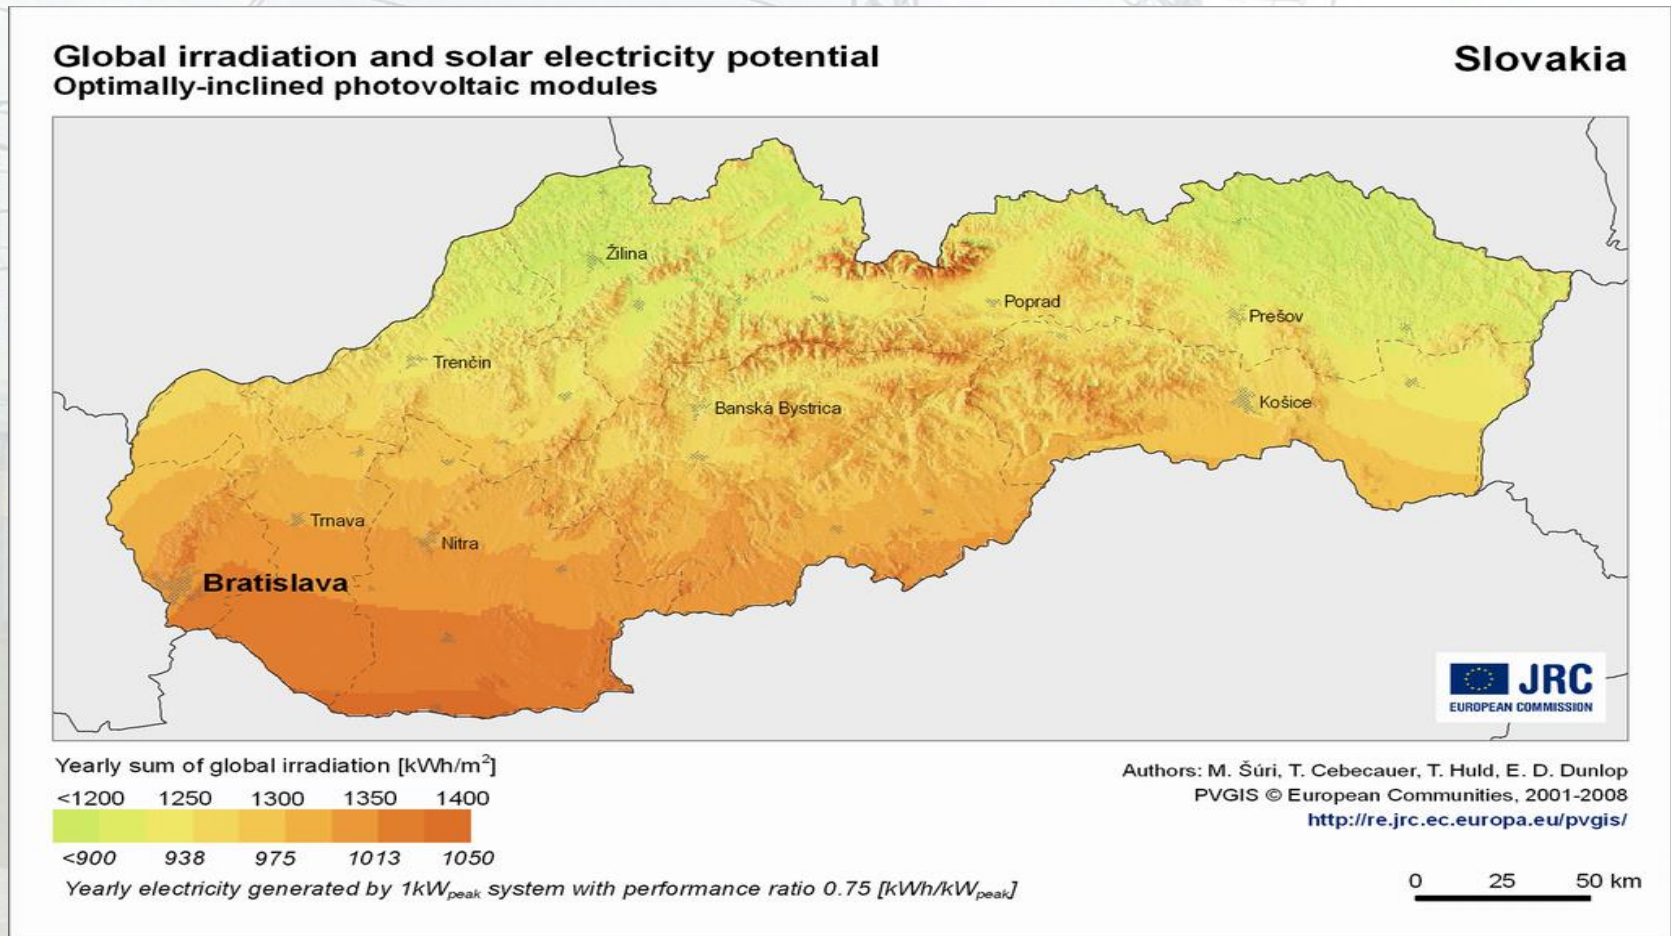 Global irradiation and solar electricity potential
Optimally-inclined photovoltaic modules
Slovakia
Žilina
Poprad
Prešov
Trenčin
Banská Bystrica
Košice
Trnava
Nitra
Bratislava
JRC
EUROPEAN COMMISSION
Yearly sum of global irradiation [kWh/m²]
<1200 1250 1300 1350 1400
<900 938 975 1013 1050
Yearly electricity generated by 1kWpeak system with performance ratio 0.75 [kWh/kWpeak]
Authors: M. Šúri, T. Cebecauer, T. Huld, E. D. Dunlop
PVGIS © European Communities, 2001-2008
http://re.jrc.ec.europa.eu/pvgis/
0 25 50 km